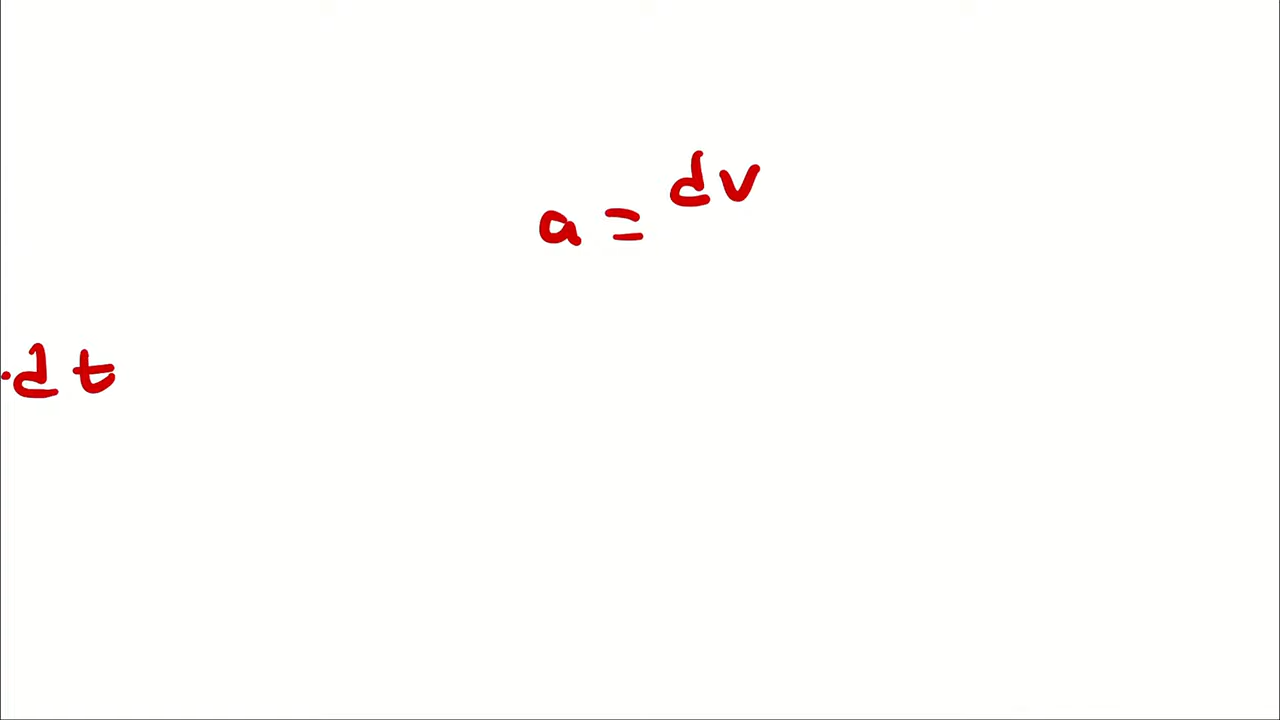 a = dv
.dt